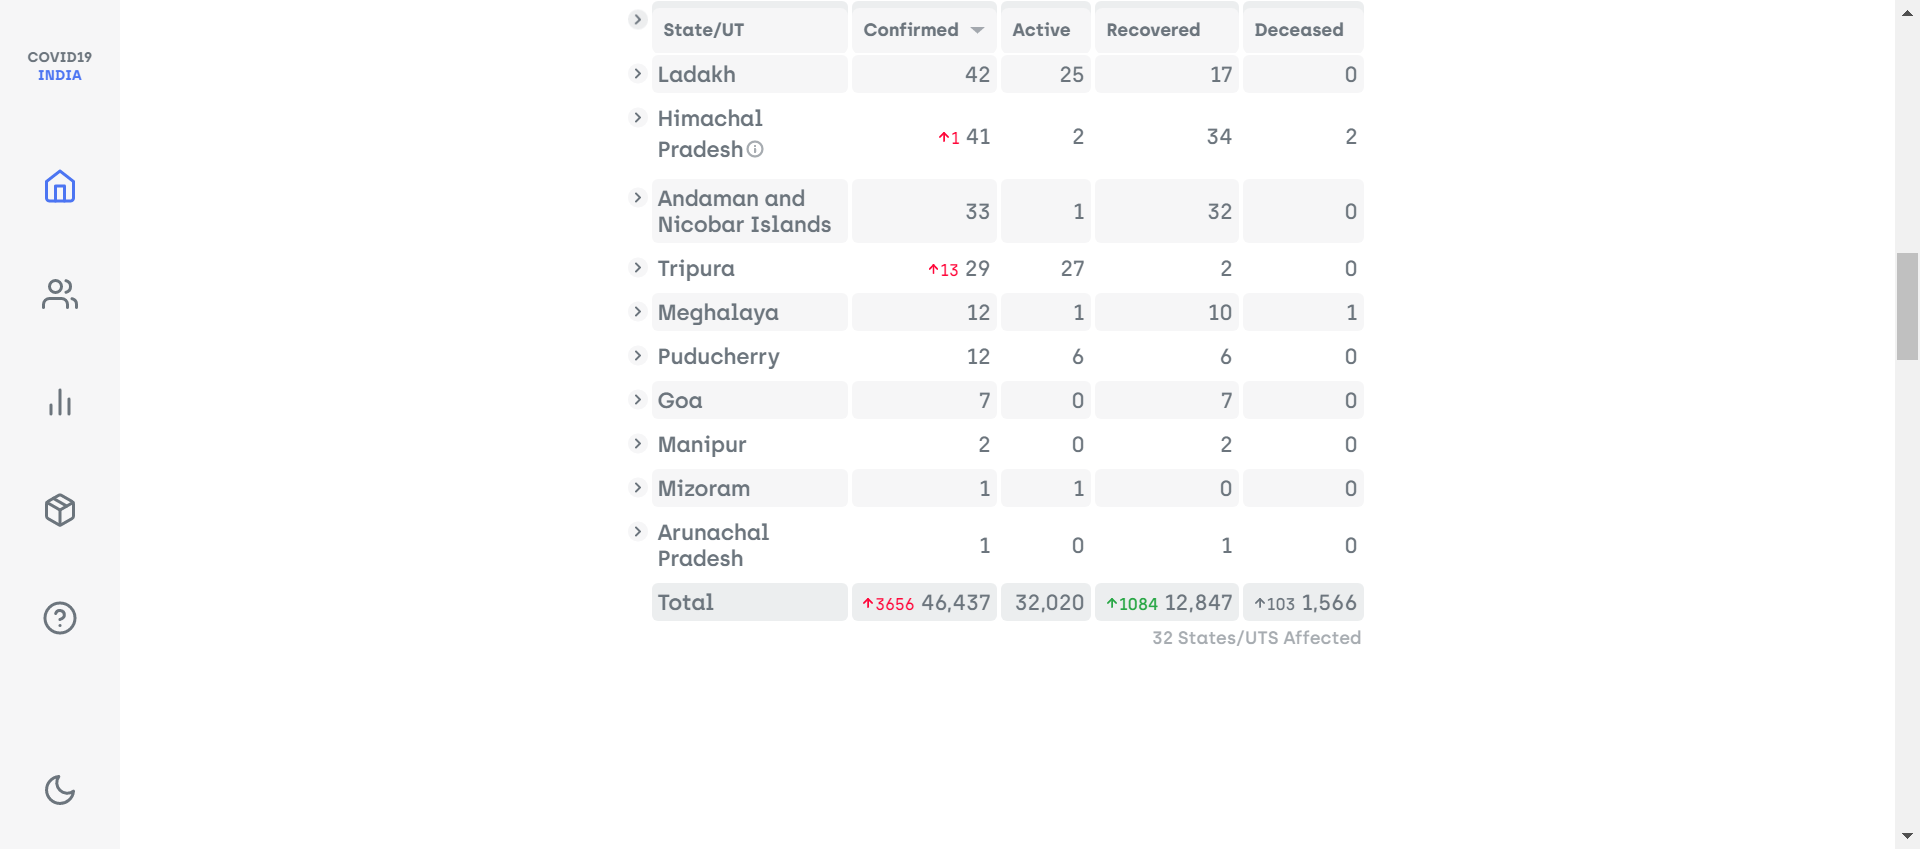 COVID19
INDIA
State/UT Confirmed Active Recovered Deceased
Ladakh 42 25 17 0
Himachal
Pradesh ↑1 41 2 34 2
Andaman and
Nicobar Islands 33 1 32 0
Tripura ↑13 29 27 2 0
Meghalaya 12 1 10 1
Puducherry 12 6 6 0
Goa 7 0 7 0
Manipur 2 0 2 0
Mizoram 1 1 0 0
Arunachal
Pradesh 1 0 1 0
Total ↑3656 46,437 32,020 ↑1084 12,847 ↑103 1,566
32 States/UTS Affected